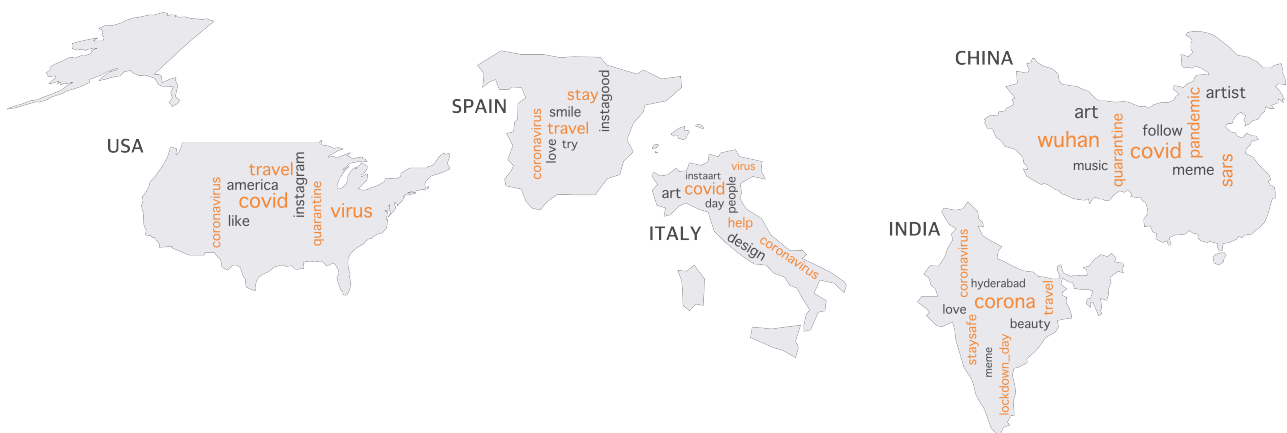 USA
travel
america
covid
like
coronavirus
instagram
quarantine
virus
SPAIN
stay
smile
travel
try
love
coronavirus
instagood
ITALY
virus
instaart
art
covid
day
people
help
design
coronavirus
CHINA
artist
art
pandemic
wuhan
quarantine
follow
covid
music
meme
sars
INDIA
coronavirus
hyderabad
corona
travel
love
beauty
staysafe
meme
lockdown_day